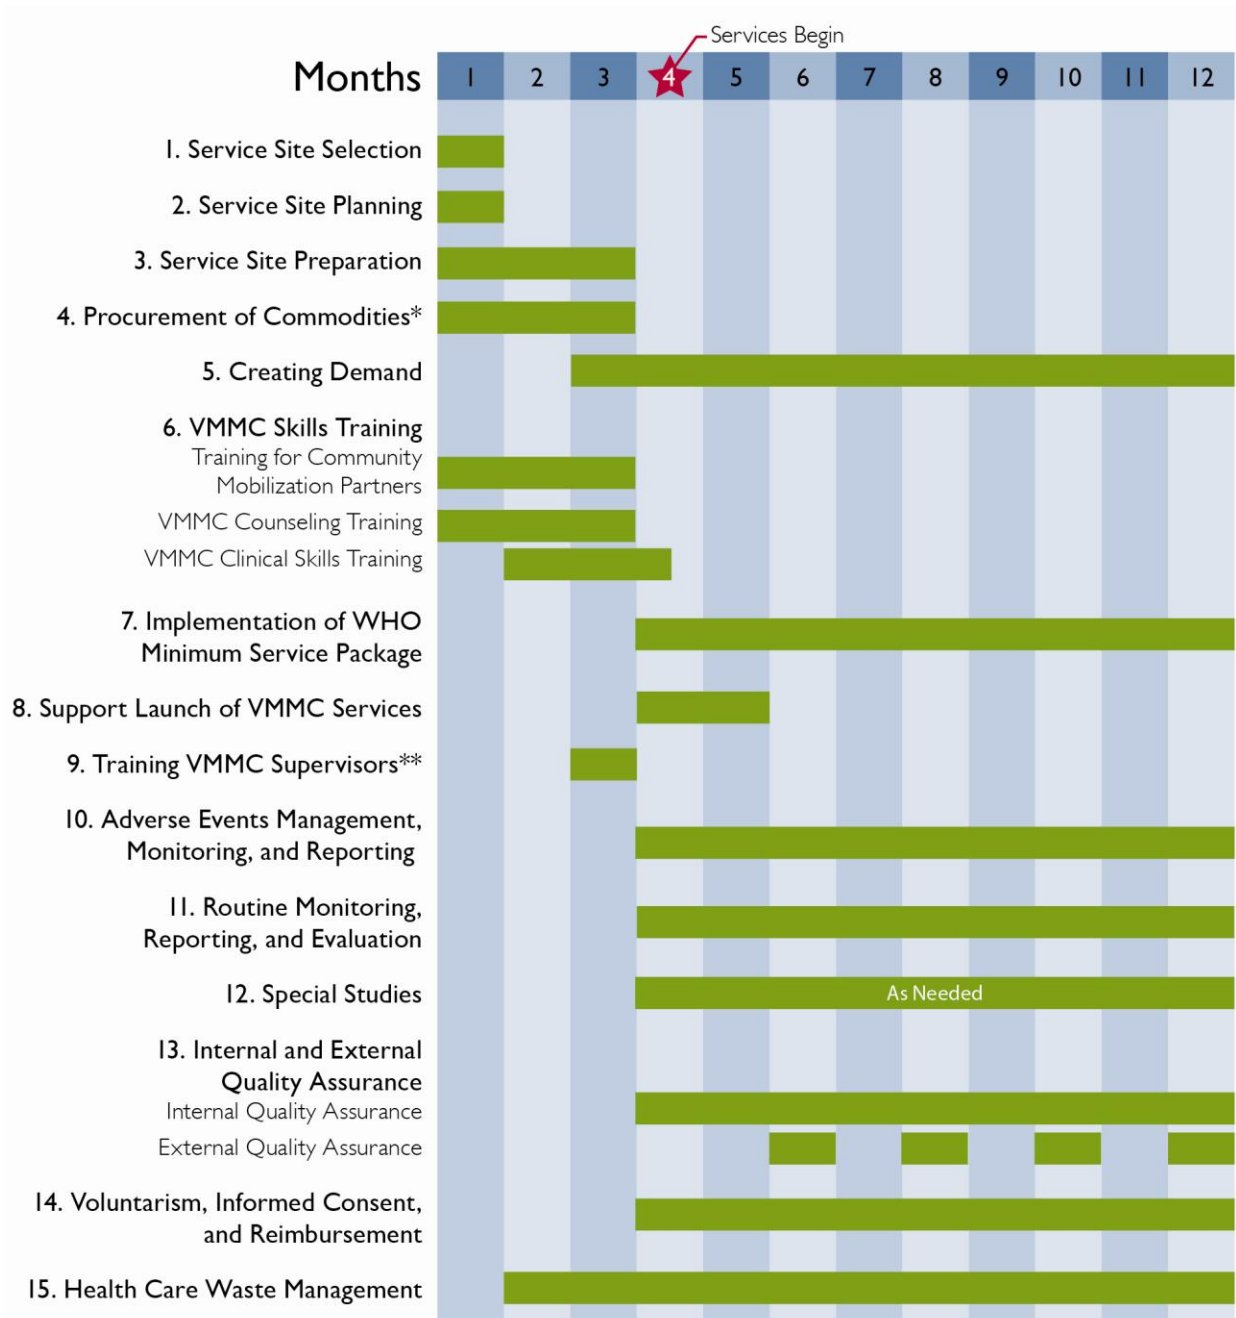 Services Begin
Months 1 2 3 4 5 6 7 8 9 10 11 12
1. Service Site Selection
2. Service Site Planning
3. Service Site Preparation
4. Procurement of Commodities*
5. Creating Demand
6. VMMC Skills Training
Training for Community
Mobilization Partners
VMMC Counseling Training
VMMC Clinical Skills Training
7. Implementation of WHO
Minimum Service Package
8. Support Launch of VMMC Services
9. Training VMMC Supervisors**
10. Adverse Events Management,
Monitoring, and Reporting
11. Routine Monitoring,
Reporting, and Evaluation
12. Special Studies As Needed
13. Internal and External
Quality Assurance
Internal Quality Assurance
External Quality Assurance
14. Voluntarism, Informed Consent,
and Reimbursement
15. Health Care Waste Management